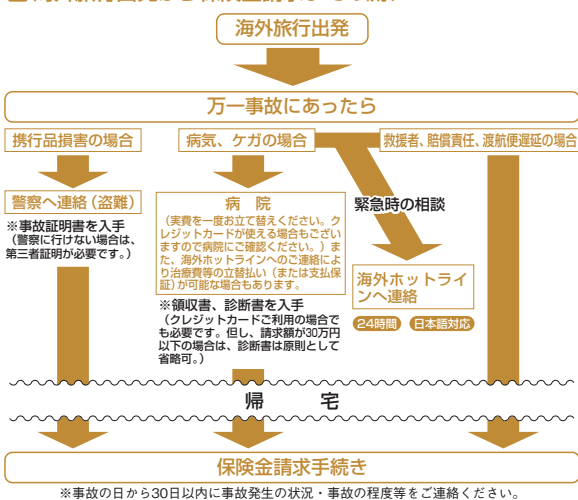 海外旅行出発
万一事故にあったら
携行品損害の場合
病気、ケガの場合
救援者、賠償責任、渡航便遅延の場合
警察へ連絡(盗難)
※事故証明書を入手
(警察に行けない場合は、
第三者証明が必要です。)
病 院
(実費を一度お立て替えください。ク
レジットカードが使える場合もござい
ますので病院にご確認ください。)ま
た、海外ホットラインへのご連絡によ
り治療費等の立替払い(または支払保
証)が可能な場合もあります。
※領収書、診断書を入手
(クレジットカードご利用の場合で
も必要です。但し、請求額が30万円
以下の場合は、診断書は原則として
省略可。)
緊急時の相談
海外ホットライ
ンへ連絡
24時間 日本語対応
帰 宅
保険金請求手続き
※事故の日から30日以内に事故発生の状況・事故の程度等をご連絡ください。